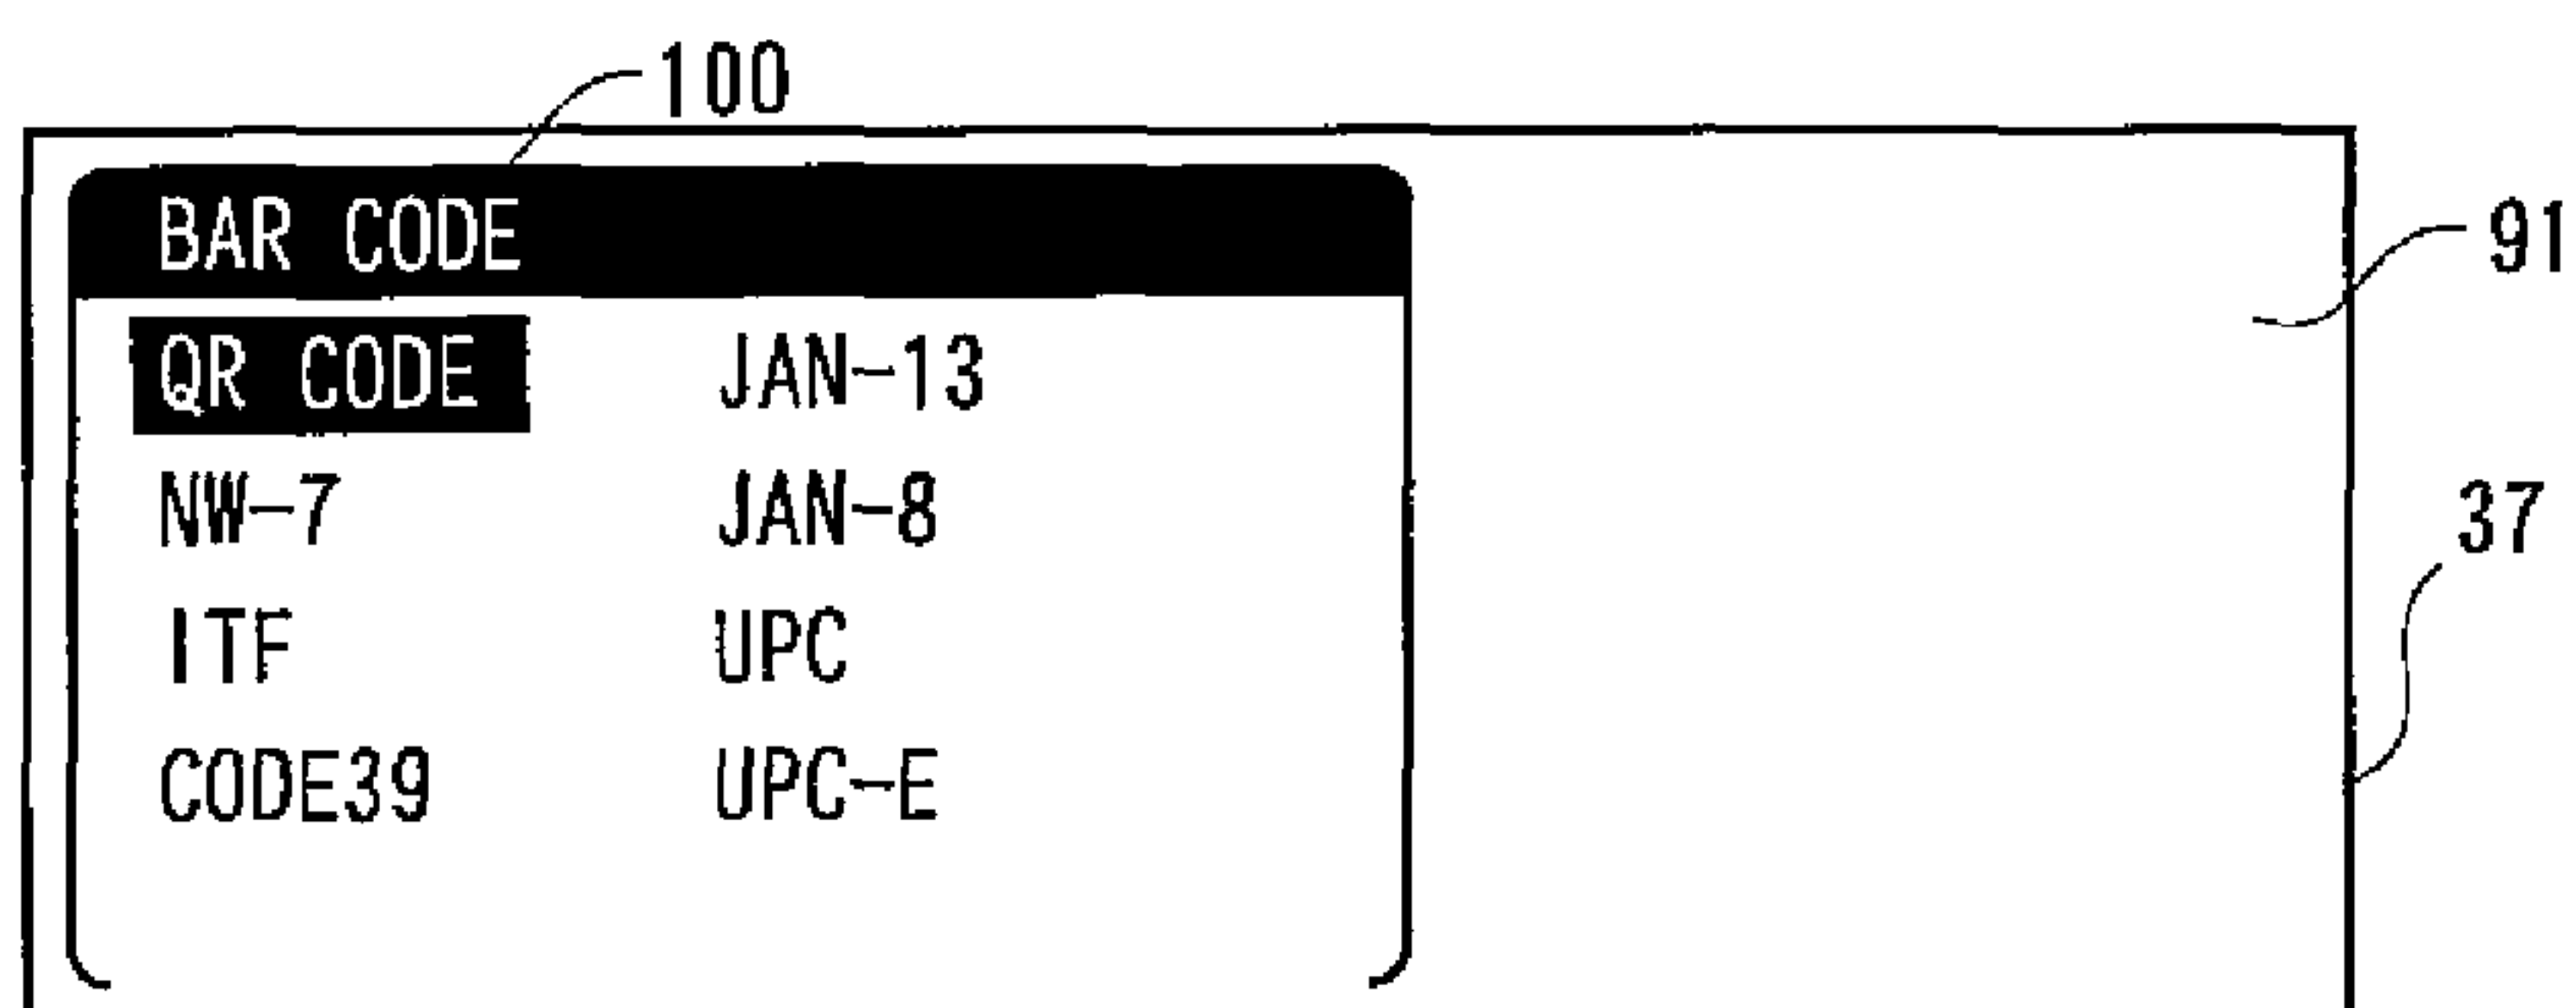 100
BAR CODE
91
QR CODE JAN-13
NW-7 JAN-8
37
ITF UPC
CODE39 UPC-E